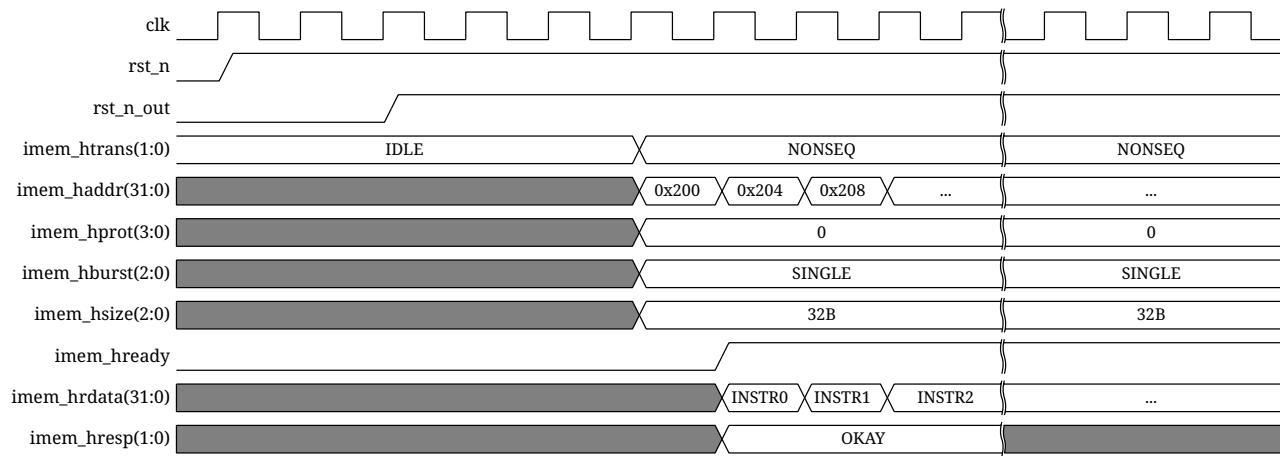 clk
rst_n
rst_n_out
imem_htrans(1:0) IDLE NONSEQ NONSEQ
imem_haddr(31:0) 0x200 0x204 0x208 ... ...
imem_hprot(3:0) 0 0
imem_hburst(2:0) SINGLE SINGLE
imem_hsize(2:0) 32B 32B
imem_hready
imem_hrdata(31:0) INSTR0 INSTR1 INSTR2 ...
imem_hresp(1:0) OKAY